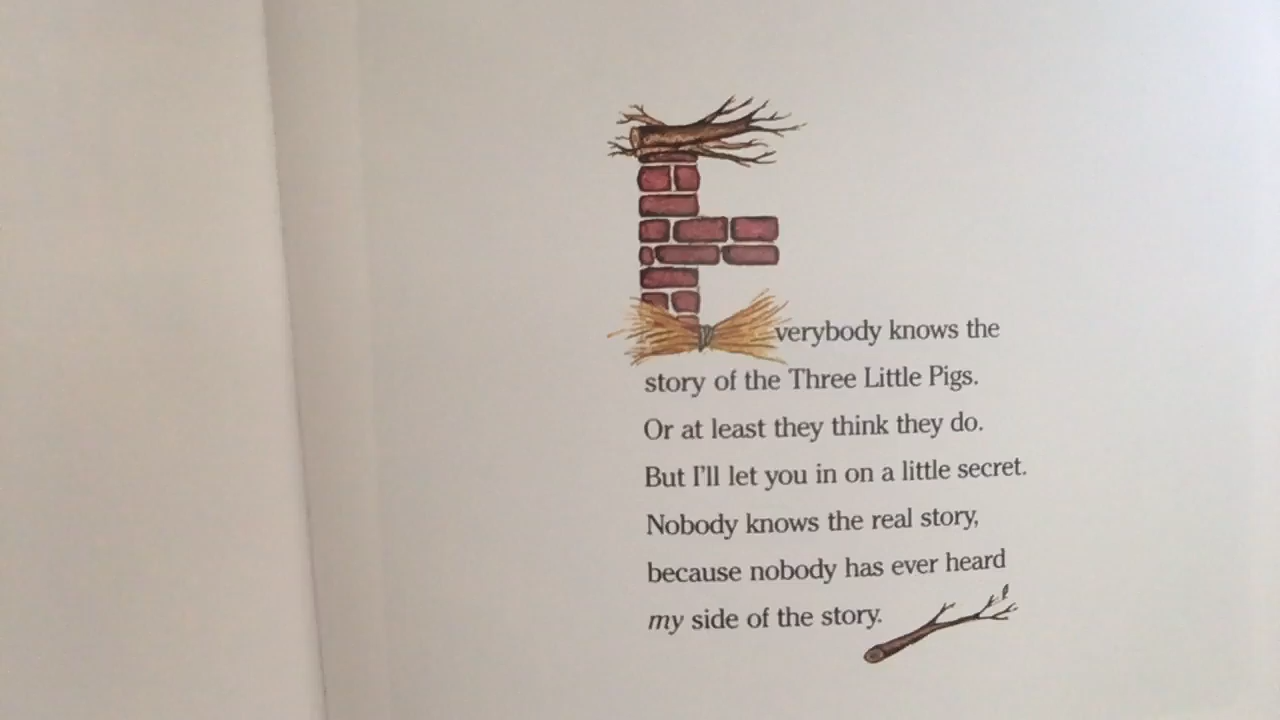 Everybody knows the
story of the Three Little Pigs.
Or at least they think they do.
But I'll let you in on a little secret.
Nobody knows the real story,
because nobody has ever heard
my side of the story.